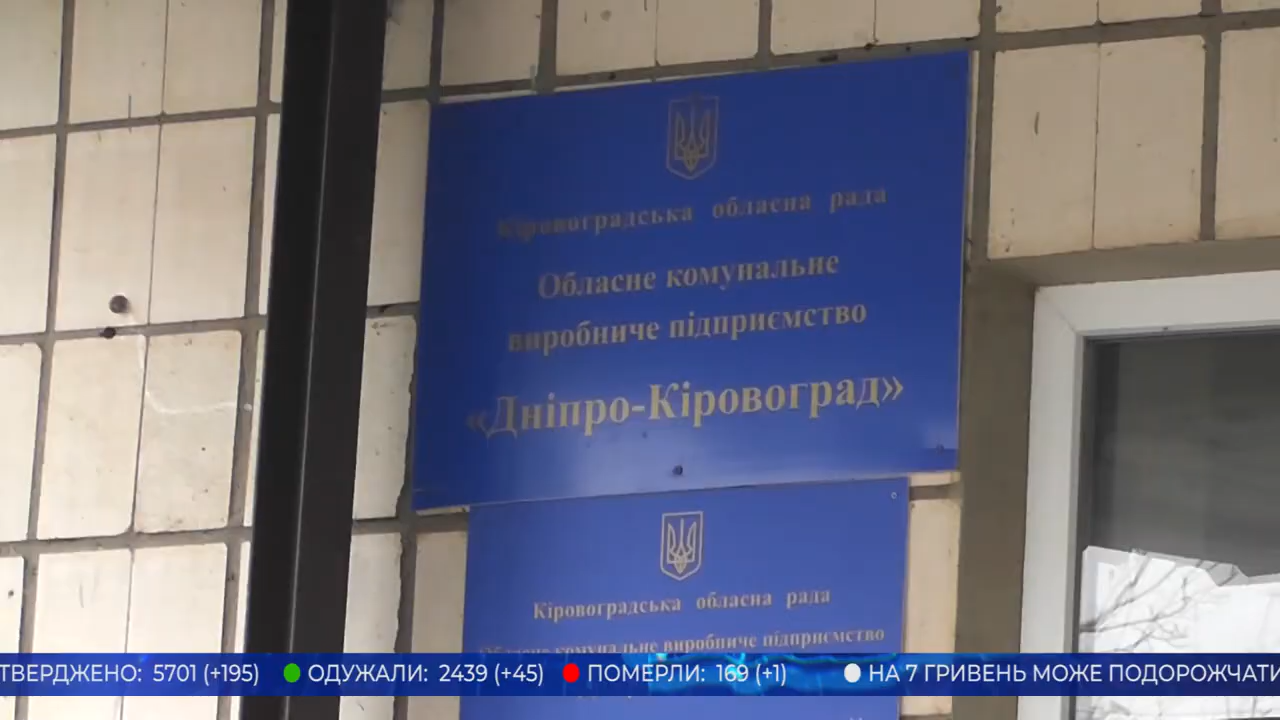 Кіровоградська обласна рада
Обласне комунальне
виробниче підприємство
«Дніпро-Кіровоград»
Кіровоградська обласна рада
Обласне комунальне виробниче підприємство
ТВЕРДЖЕНО: 5701 (+195) ОДУЖАЛИ: 2439 (+45) ПОМЕРЛИ: 169 (+1) НА 7 ГРИВЕНЬ МОЖЕ ПОДОРОЖЧАТИ